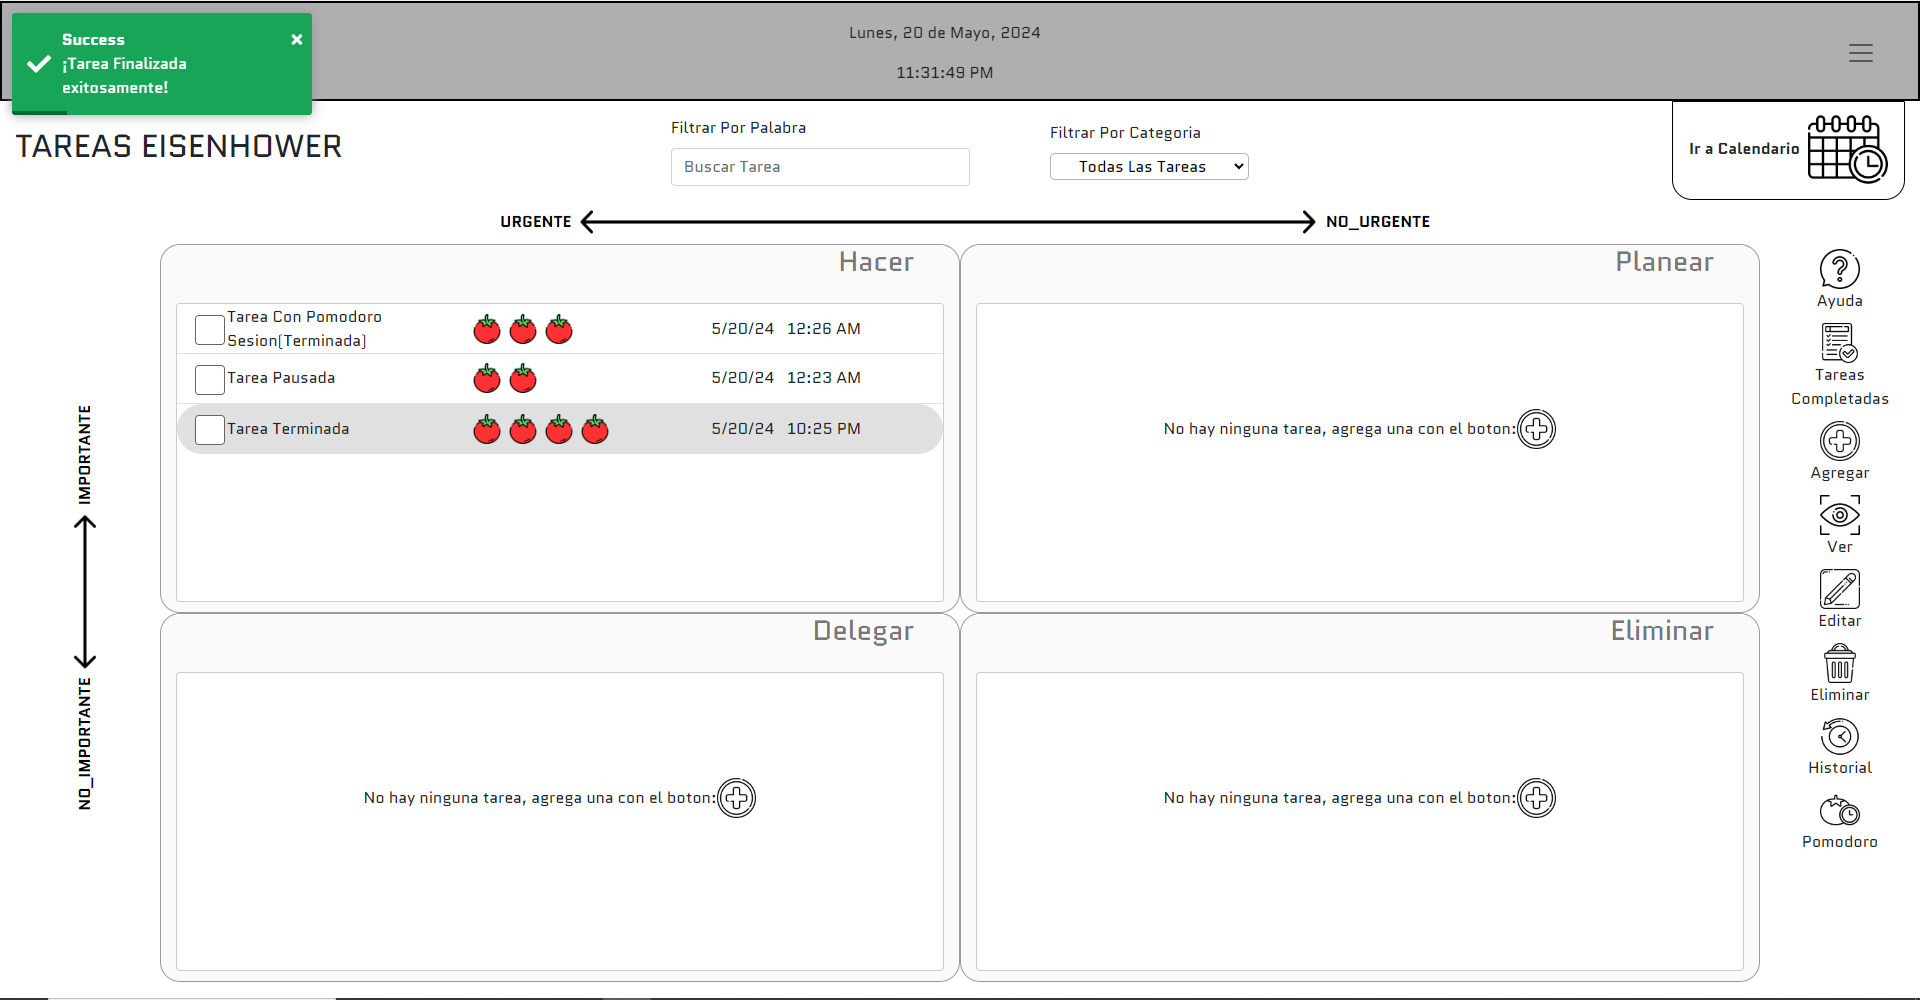 Success
¡Tarea Finalizada
exitosamente!
Lunes, 20 de Mayo, 2024
11:31:49 PM
TAREAS EISENHOWER
Filtrar Por Palabra
Buscar Tarea
Filtrar Por Categoria
Todas Las Tareas
Ir a Calendario
URGENTE
NO_URGENTE
IMPORTANTE
NO_IMPORTANTE
Hacer
Tarea Con Pomodoro
Sesion(Terminada)
5/20/24 12:26 AM
Tarea Pausada
5/20/24 12:23 AM
Tarea Terminada
5/20/24 10:25 PM
Planear
No hay ninguna tarea, agrega una con el boton:
Delegar
No hay ninguna tarea, agrega una con el boton:
Eliminar
No hay ninguna tarea, agrega una con el boton:
Ayuda
Tareas
Completadas
Agregar
Ver
Editar
Eliminar
Historial
Pomodoro